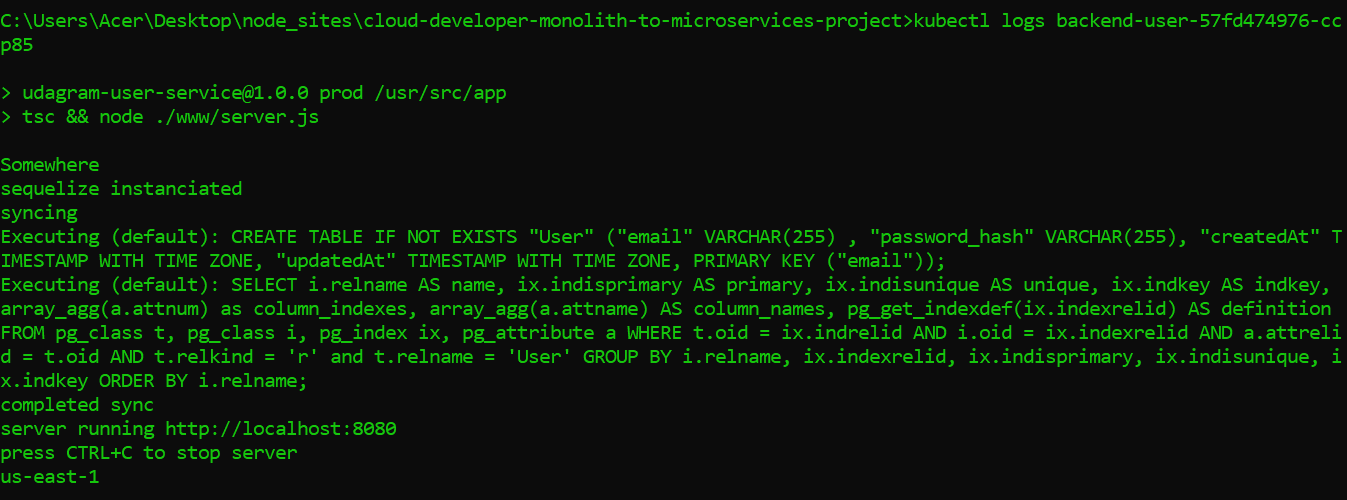 C:\Users\Acer\Desktop\node_sites\cloud-developer-monolith-to-microservices-project>kubectl logs backend-user-57fd474976-cc
p85
> udagram-user-service@1.0.0 prod /usr/src/app
> tsc && node ./www/server.js
Somewhere
sequelize instanciated
syncing
Executing (default): CREATE TABLE IF NOT EXISTS "User" ("email" VARCHAR(255) , "password_hash" VARCHAR(255), "createdAt" T
IMESTAMP WITH TIME ZONE, "updatedAt" TIMESTAMP WITH TIME ZONE, PRIMARY KEY ("email"));
Executing (default): SELECT i.relname AS name, ix.indisprimary AS primary, ix.indisunique AS unique, ix.indkey AS indkey,
array_agg(a.attnum) as column_indexes, array_agg(a.attname) AS column_names, pg_get_indexdef(ix.indexrelid) AS definition
FROM pg_class t, pg_class i, pg_index ix, pg_attribute a WHERE t.oid = ix.indrelid AND i.oid = ix.indexrelid AND a.attreli
d = t.oid AND t.relkind = 'r' and t.relname = 'User' GROUP BY i.relname, ix.indexrelid, ix.indisprimary, ix.indisunique, i
x.indkey ORDER BY i.relname;
completed sync
server running http://localhost:8080
press CTRL+C to stop server
us-east-1